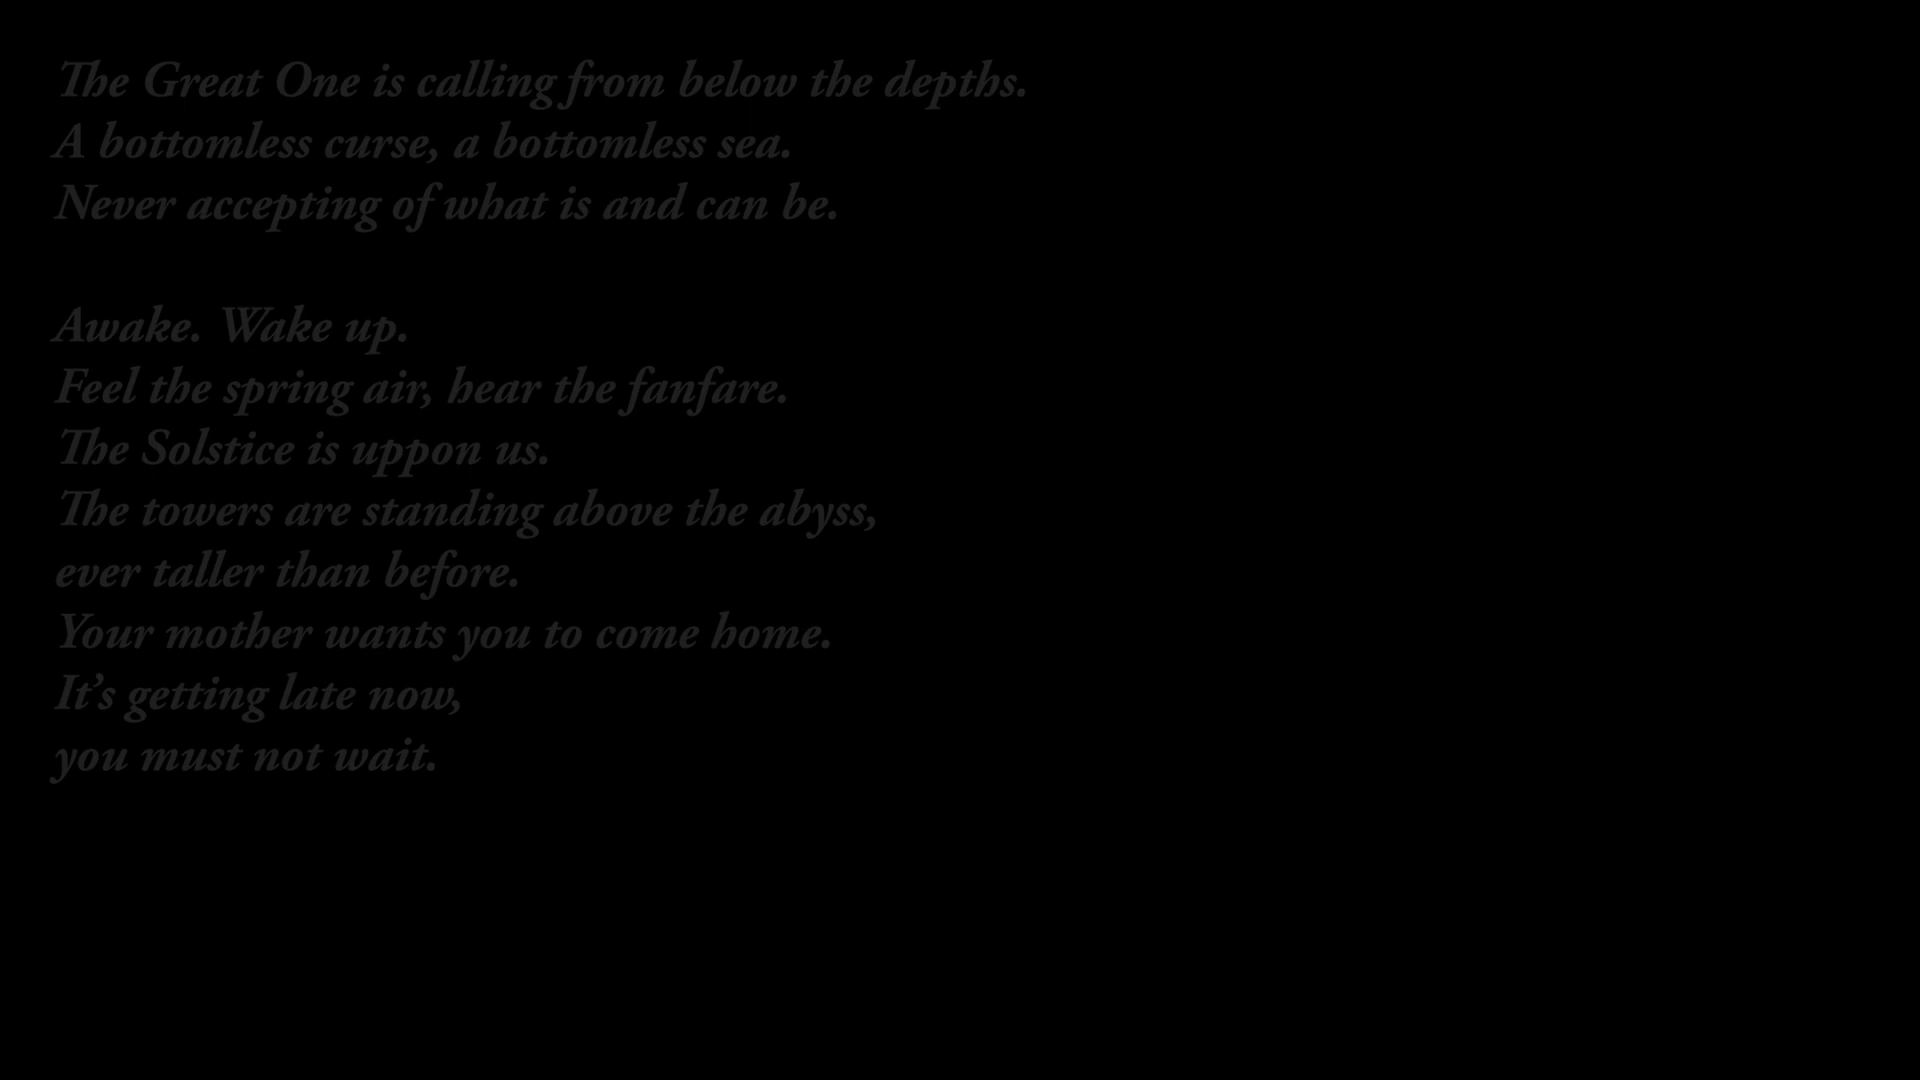 The Great One is calling from below the depths.
A bottomless curse, a bottomless sea.
Never accepting of what is and can be.

Awake. Wake up.
Feel the spring air, hear the fanfare.
The Solstice is uppon us.
The towers are standing above the abyss,
ever taller than before.
Your mother wants you to come home.
It’s getting late now,
you must not wait.